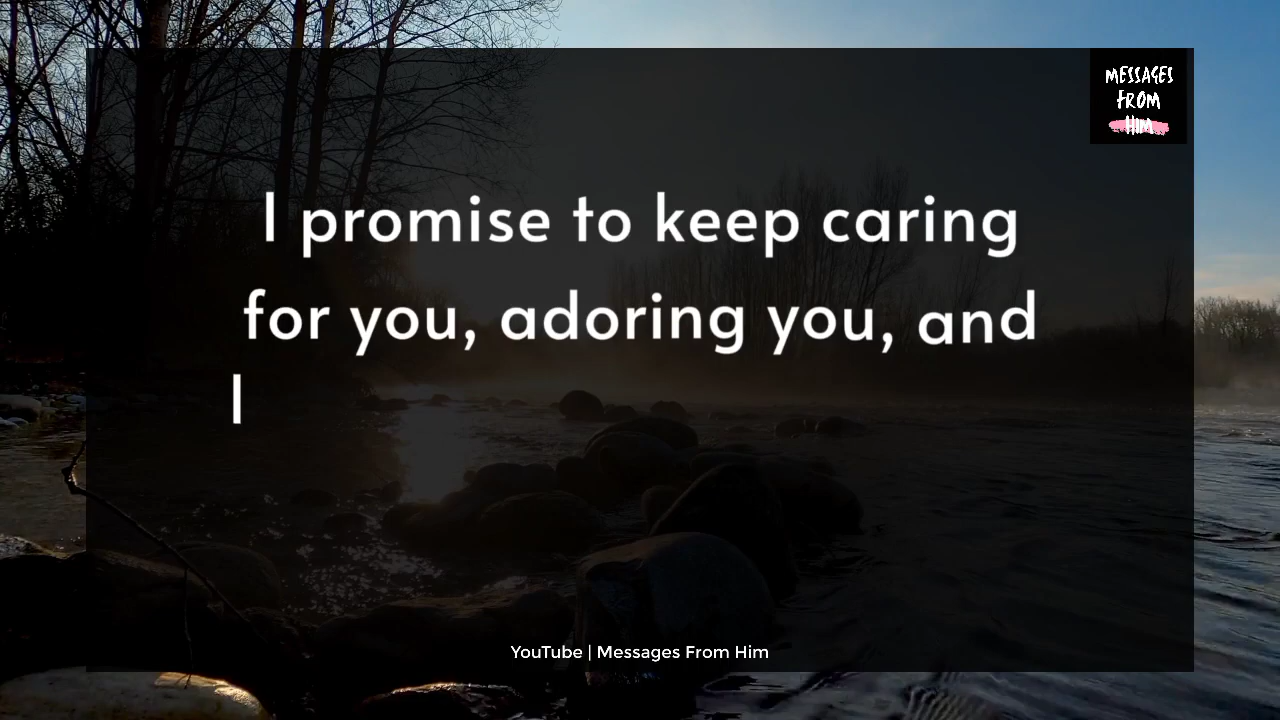 MESSAGES
FROM
HIM
I promise to keep caring
for you, adoring you, and
l
YouTube | Messages From Him